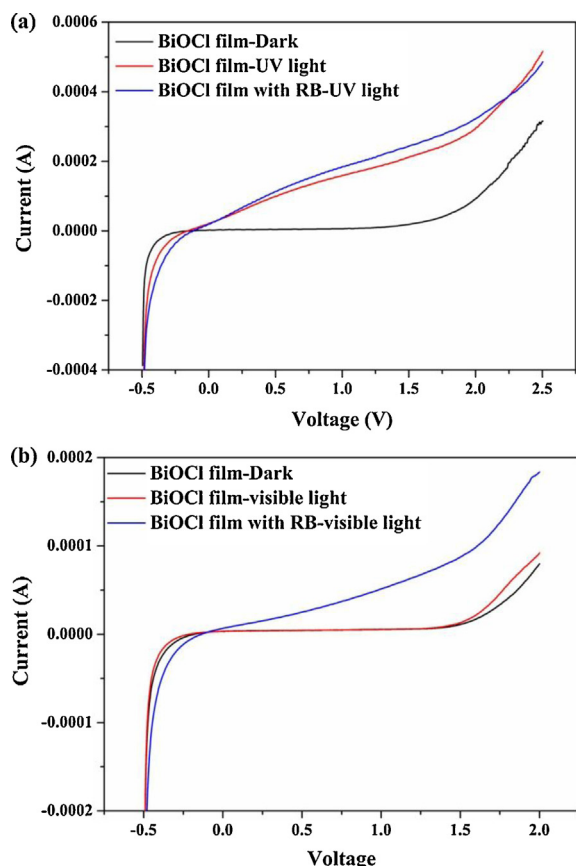 (a)
BiOCl film-Dark
BiOCl film-UV light
BiOCl film with RB-UV light
0.0006
0.0004
0.0002
0.0000
-0.0002
-0.0004
Current (A)
-0.5 0.0 0.5 1.0 1.5 2.0 2.5
Voltage (V)
(b)
BiOCl film-Dark
BiOCl film-visible light
BiOCl film with RB-visible light
0.0002
0.0001
0.0000
-0.0001
-0.0002
Current (A)
-0.5 0.0 0.5 1.0 1.5 2.0
Voltage